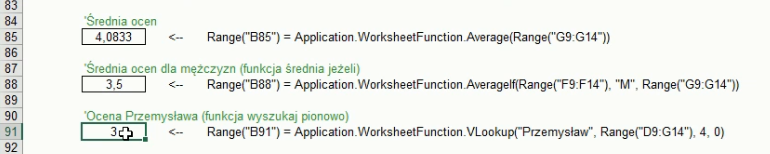 83
84 'Średnia ocen
85 4,0833 <-- Range("B85") = Application.WorksheetFunction.Average(Range("G9:G14"))
86
87 'Średnia ocen dla mężczyzn (funkcja średnia jeżeli)
88 3,5 <-- Range("B88") = Application.WorksheetFunction.AverageIf(Range("F9:F14"), "M", Range("G9:G14"))
89
90 'Ocena Przemysława (funkcja wyszukaj pionowo)
91 3 <-- Range("B91") = Application.WorksheetFunction.VLookup("Przemysław", Range("D9:G14"), 4, 0)
92